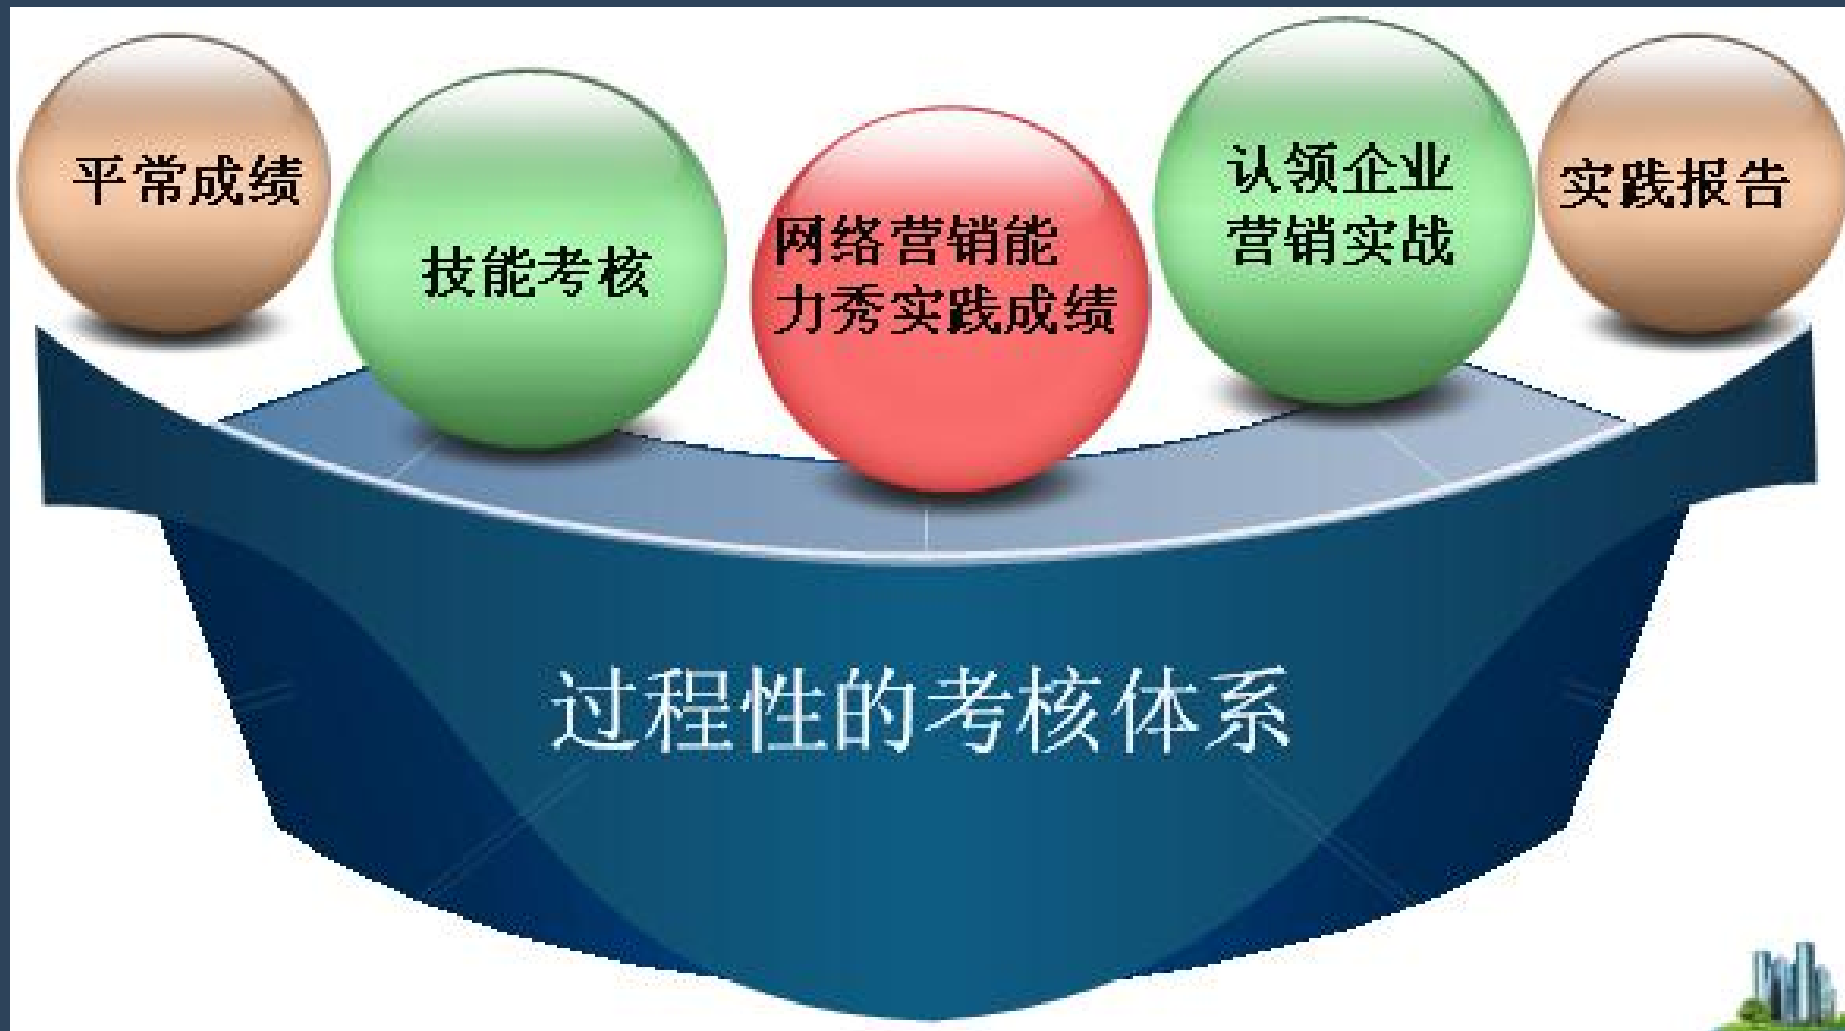 平常成绩
技能考核
网络营销能
力秀实践成绩
认领企业
营销实战
实践报告
过程性的考核体系